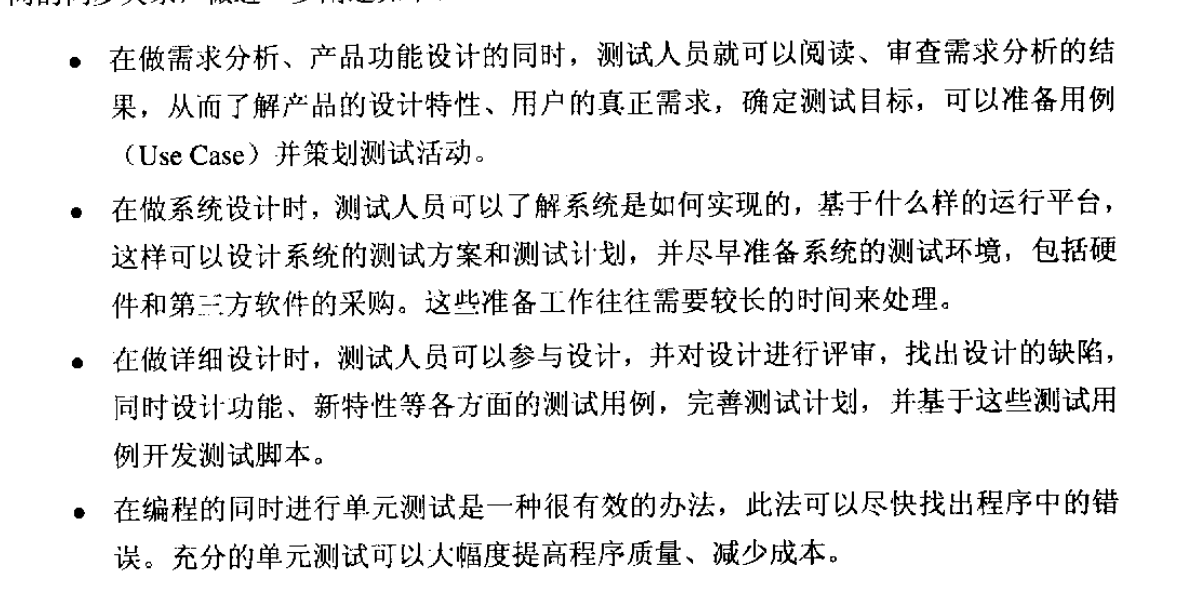 • 在做需求分析、产品功能设计的同时，测试人员就可以阅读、审查需求分析的结
果，从而了解产品的设计特性、用户的真正需求，确定测试目标，可以准备用例
（Use Case）并策划测试活动。
• 在做系统设计时，测试人员可以了解系统是如何实现的，基于什么样的运行平台，
这样可以设计系统的测试方案和测试计划，并尽早准备系统的测试环境，包括硬
件和第三方软件的采购。这些准备工作往往需要较长的时间来处理。
• 在做详细设计时，测试人员可以参与设计，并对设计进行评审，找出设计的缺陷，
同时设计功能、新特性等各方面的测试用例，完善测试计划，并基于这些测试用
例开发测试脚本。
• 在编程的同时进行单元测试是一种很有效的办法，此法可以尽快找出程序中的错
误。充分的单元测试可以大幅度提高程序质量、减少成本。